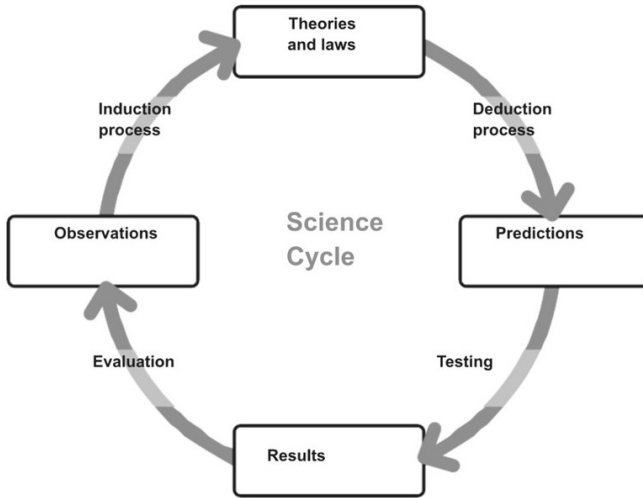 Theories
and laws
Induction
process
Deduction
process
Observations
Science
Cycle
Predictions
Evaluation
Testing
Results